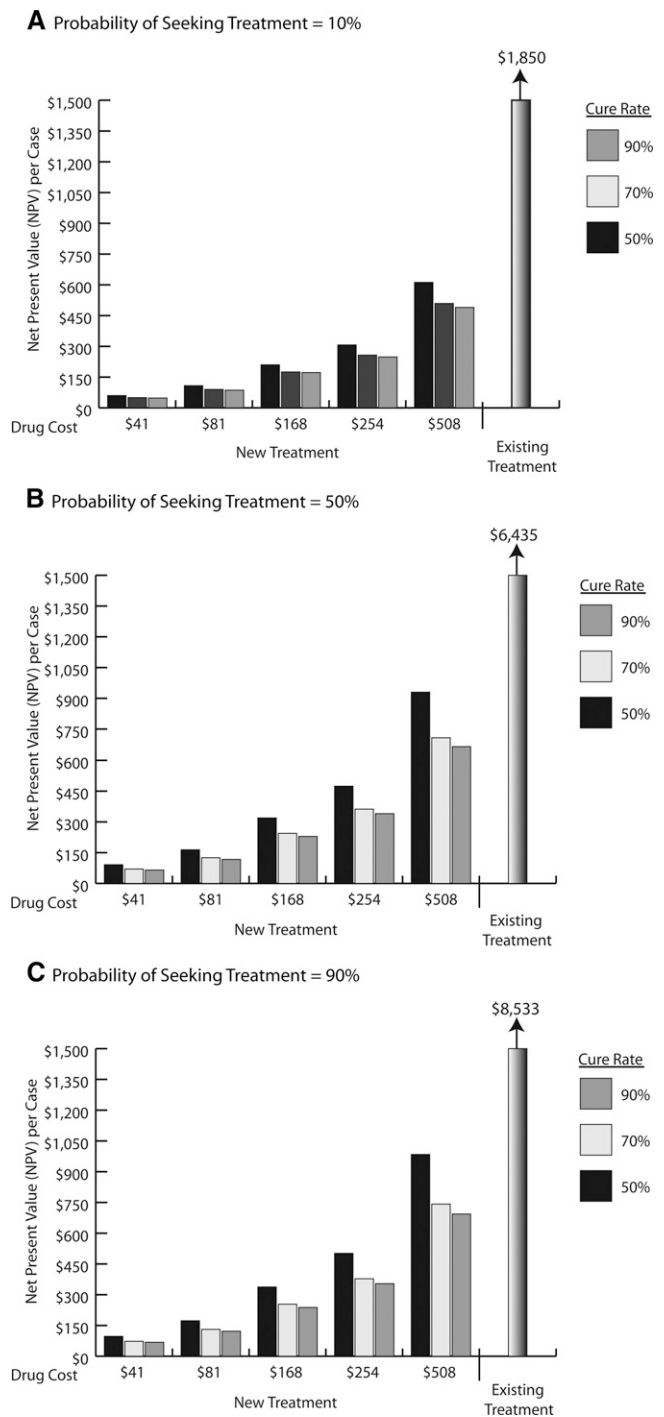 A Probability of Seeking Treatment = 10%
$1,850
Net Present Value (NPV) per Case
$1,500
$1,350
$1,200
$1,050
$900
$750
$600
$450
$300
$150
$0
Cure Rate
90%
70%
50%
Drug Cost $41 $81 $168 $254 $508
New Treatment
Existing
Treatment
B Probability of Seeking Treatment = 50%
$6,435
Net Present Value (NPV) per Case
$1,500
$1,350
$1,200
$1,050
$900
$750
$600
$450
$300
$150
$0
Cure Rate
90%
70%
50%
Drug Cost $41 $81 $168 $254 $508
New Treatment
Existing
Treatment
C Probability of Seeking Treatment = 90%
$8,533
Net Present Value (NPV) per Case
$1,500
$1,350
$1,200
$1,050
$900
$750
$600
$450
$300
$150
$0
Cure Rate
90%
70%
50%
Drug Cost $41 $81 $168 $254 $508
New Treatment
Existing
Treatment